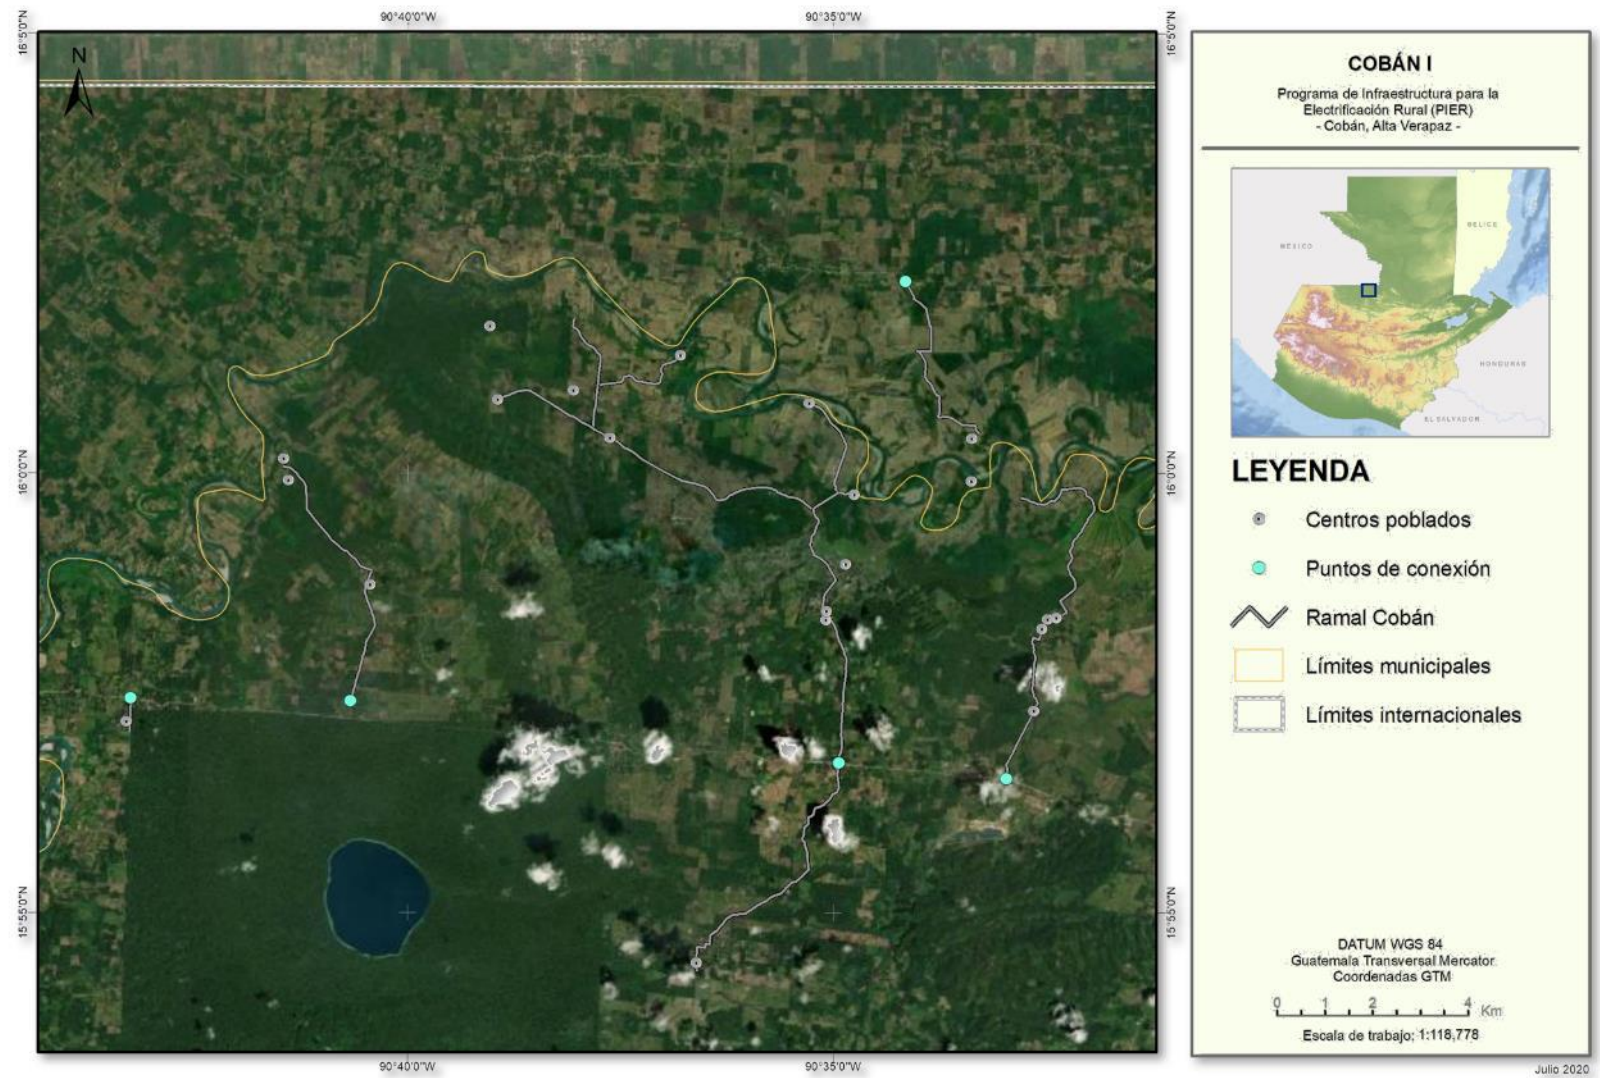 90°40'0"W
90°35'0"W
16°5'0"N
16°5'0"N
N
16°0'0"N
16°0'0"N
15°55'0"N
15°55'0"N
90°40'0"W
90°35'0"W
COBÁN I
Programa de Infraestructura para la
Electrificación Rural (PIER)
- Cobán, Alta Verapaz -
MÉXICO
BELICE
HONDURAS
EL SALVADOR
LEYENDA
Centros poblados
Puntos de conexión
Ramal Cobán
Límites municipales
Límites internacionales
DATUM WGS 84
Guatemala Transversal Mercator
Coordenadas GTM
0 1 2 4 Km
Escala de trabajo: 1:118,778
Julio 2020